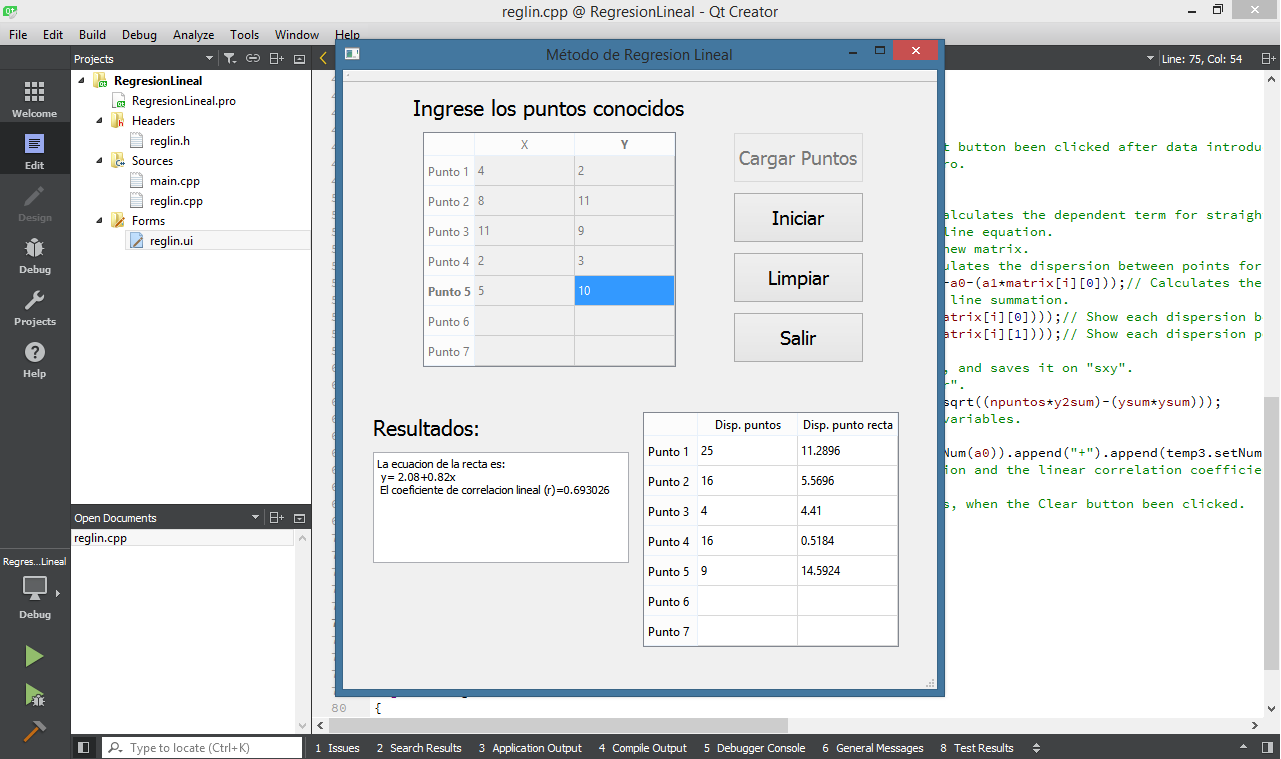 reglin.cpp @ RegresionLineal - Qt Creator
File Edit Build Debug Analyze Tools Window Help
Projects
Line: 75, Col: 54
Welcome
Edit
Design
Debug
Projects
Help
RegresionLineal
RegresionLineal.pro
Headers
reglin.h
Sources
main.cpp
reglin.cpp
Forms
reglin.ui
Open Documents
reglin.cpp
Regres...Lineal
Debug
Método de Regresion Lineal
Ingrese los puntos conocidos
X Y
Punto 1 4 2
Punto 2 8 11
Punto 3 11 9
Punto 4 2 3
Punto 5 5 10
Punto 6
Punto 7
Cargar Puntos
Iniciar
Limpiar
Salir
Resultados:
La ecuacion de la recta es:
y= 2.08+0.82x
El coeficiente de correlacion lineal (r)=0.693026
Disp. puntos Disp. punto recta
Punto 1 25 11.2896
Punto 2 16 5.5696
Punto 3 4 4.41
Punto 4 16 0.5184
Punto 5 9 14.5924
Punto 6
Punto 7
t button been clicked after data introdu
ro.
alculates the dependent term for straigh
line equation.
new matrix.
ulates the dispersion between points for
-a0-(a1*matrix[i][0]));// Calculates the
line summation.
matrix[i][0])));// Show each dispersion b
matrix[i][1])));// Show each dispersion p
, and saves it on "sxy".
r".
sqrt((npuntos*y2sum)-(ysum*ysum)));
variables.
Num(a0)).append("+").append(temp3.setNum
ion and the linear correlation coefficie
s, when the Clear button been clicked.
80 {
Type to locate (Ctrl+K)
1 Issues 2 Search Results 3 Application Output 4 Compile Output 5 Debugger Console 6 General Messages 8 Test Results